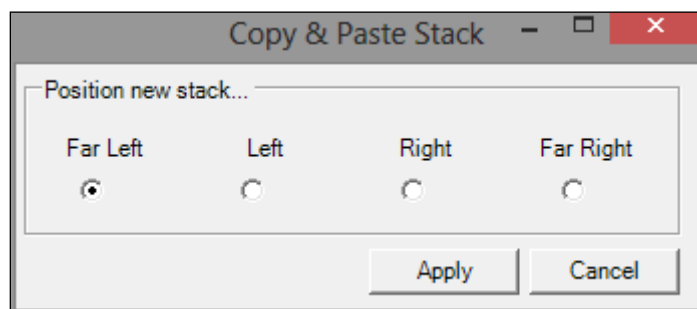 Copy & Paste Stack
Position new stack...
Far Left Left Right Far Right
Apply Cancel